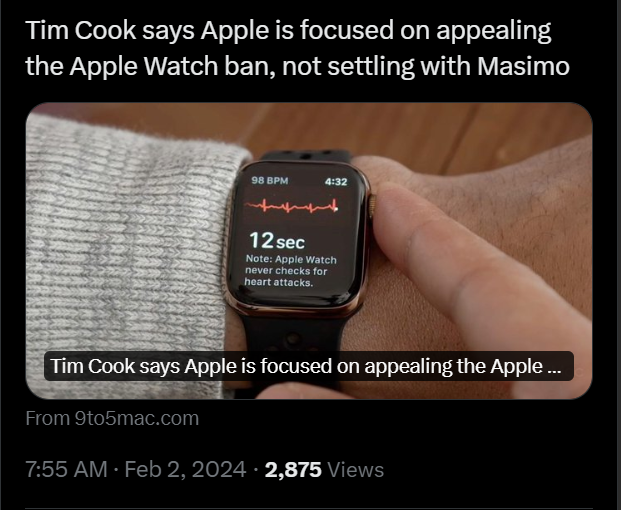 Tim Cook says Apple is focused on appealing
the Apple Watch ban, not settling with Masimo
98 BPM 4:32
12 sec
Note: Apple Watch
never checks for
heart attacks.
Tim Cook says Apple is focused on appealing the Apple ...
From 9to5mac.com
7:55 AM · Feb 2, 2024 · 2,875 Views